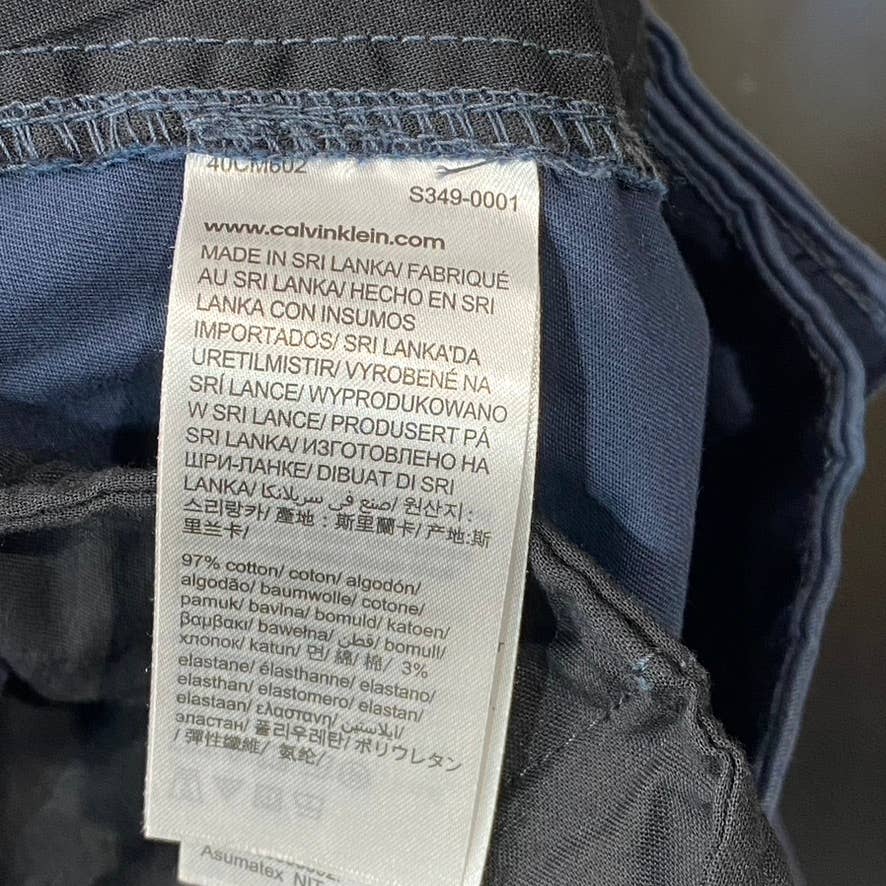 40CM602
S349-0001
www.calvinklein.com
MADE IN SRI LANKA/ FABRIQUÉ
AU SRI LANKA/ HECHO EN SRI
LANKA CON INSUMOS
IMPORTADOS/ SRI LANKA'DA
URETILMISTIR/ VYROBENÉ NA
SRÍ LANCE/ WYPRODUKOWANO
W SRI LANCE/ PRODUSERT PÅ
SRI LANKA/ ИЗГОТОВЛЕНО НА
ШРИ-ЛАНКЕ/ DIBUAT DI SRI
LANKA/ صنع في سريلانكا/ 원산지 :
스리랑카/ 產地 : 斯里蘭卡/ 产地:斯
里兰卡/
97% cotton/ coton/ algodón/
algodão/ baumwolle/ cotone/
pamuk/ bavlna/ bomuld/ katoen/
βαμβακι/ bawełna/ قطن/ bomull/
хлопок/ katun/ 면/ 綿/ 棉/ 3%
elastane/ élasthanne/ elastano/
elasthan/ elastomero/ elastan/
elastaan/ ελαστανη/ ايلاستين/
эластан/ 폴리우레탄/ ポリウレタン
/ 彈性纖維/ 氨纶/
Asumatex NIT